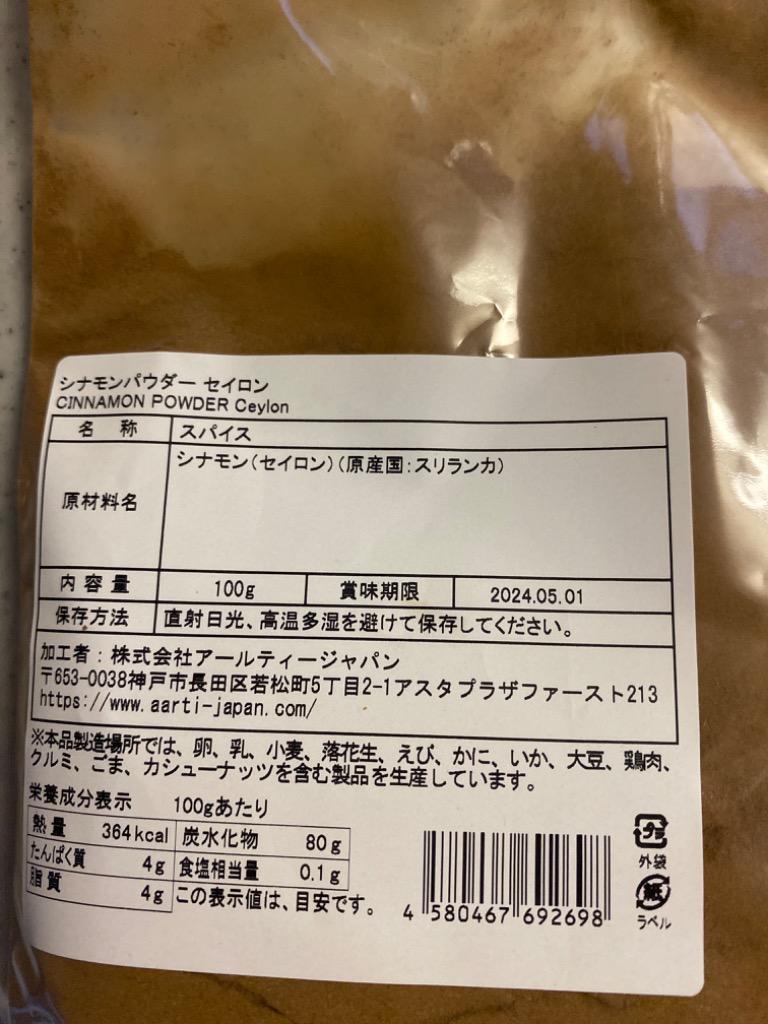 シナモンパウダー セイロン
CINNAMON POWDER Ceylon
名 称 スパイス
原材料名 シナモン(セイロン)(原産国:スリランカ)
内 容 量 100g 賞味期限 2024.05.01
保存方法 直射日光、高温多湿を避けて保存してください。
加工者:株式会社アールティージャパン
〒653-0038神戸市長田区若松町5丁目2-1アスタプラザファースト213
https://www.aarti-japan.com/
※本品製造場所では、卵、乳、小麦、落花生、えび、かに、いか、大豆、鶏肉、
クルミ、ごま、カシューナッツを含む製品を生産しています。
栄養成分表示 100gあたり
熱 量 364kcal 炭水化物 80g
たんぱく質 4g 食塩相当量 0.1g
脂 質 4g この表示値は、目安です。
4 580467 692698
プラ
外袋
紙
ラベル